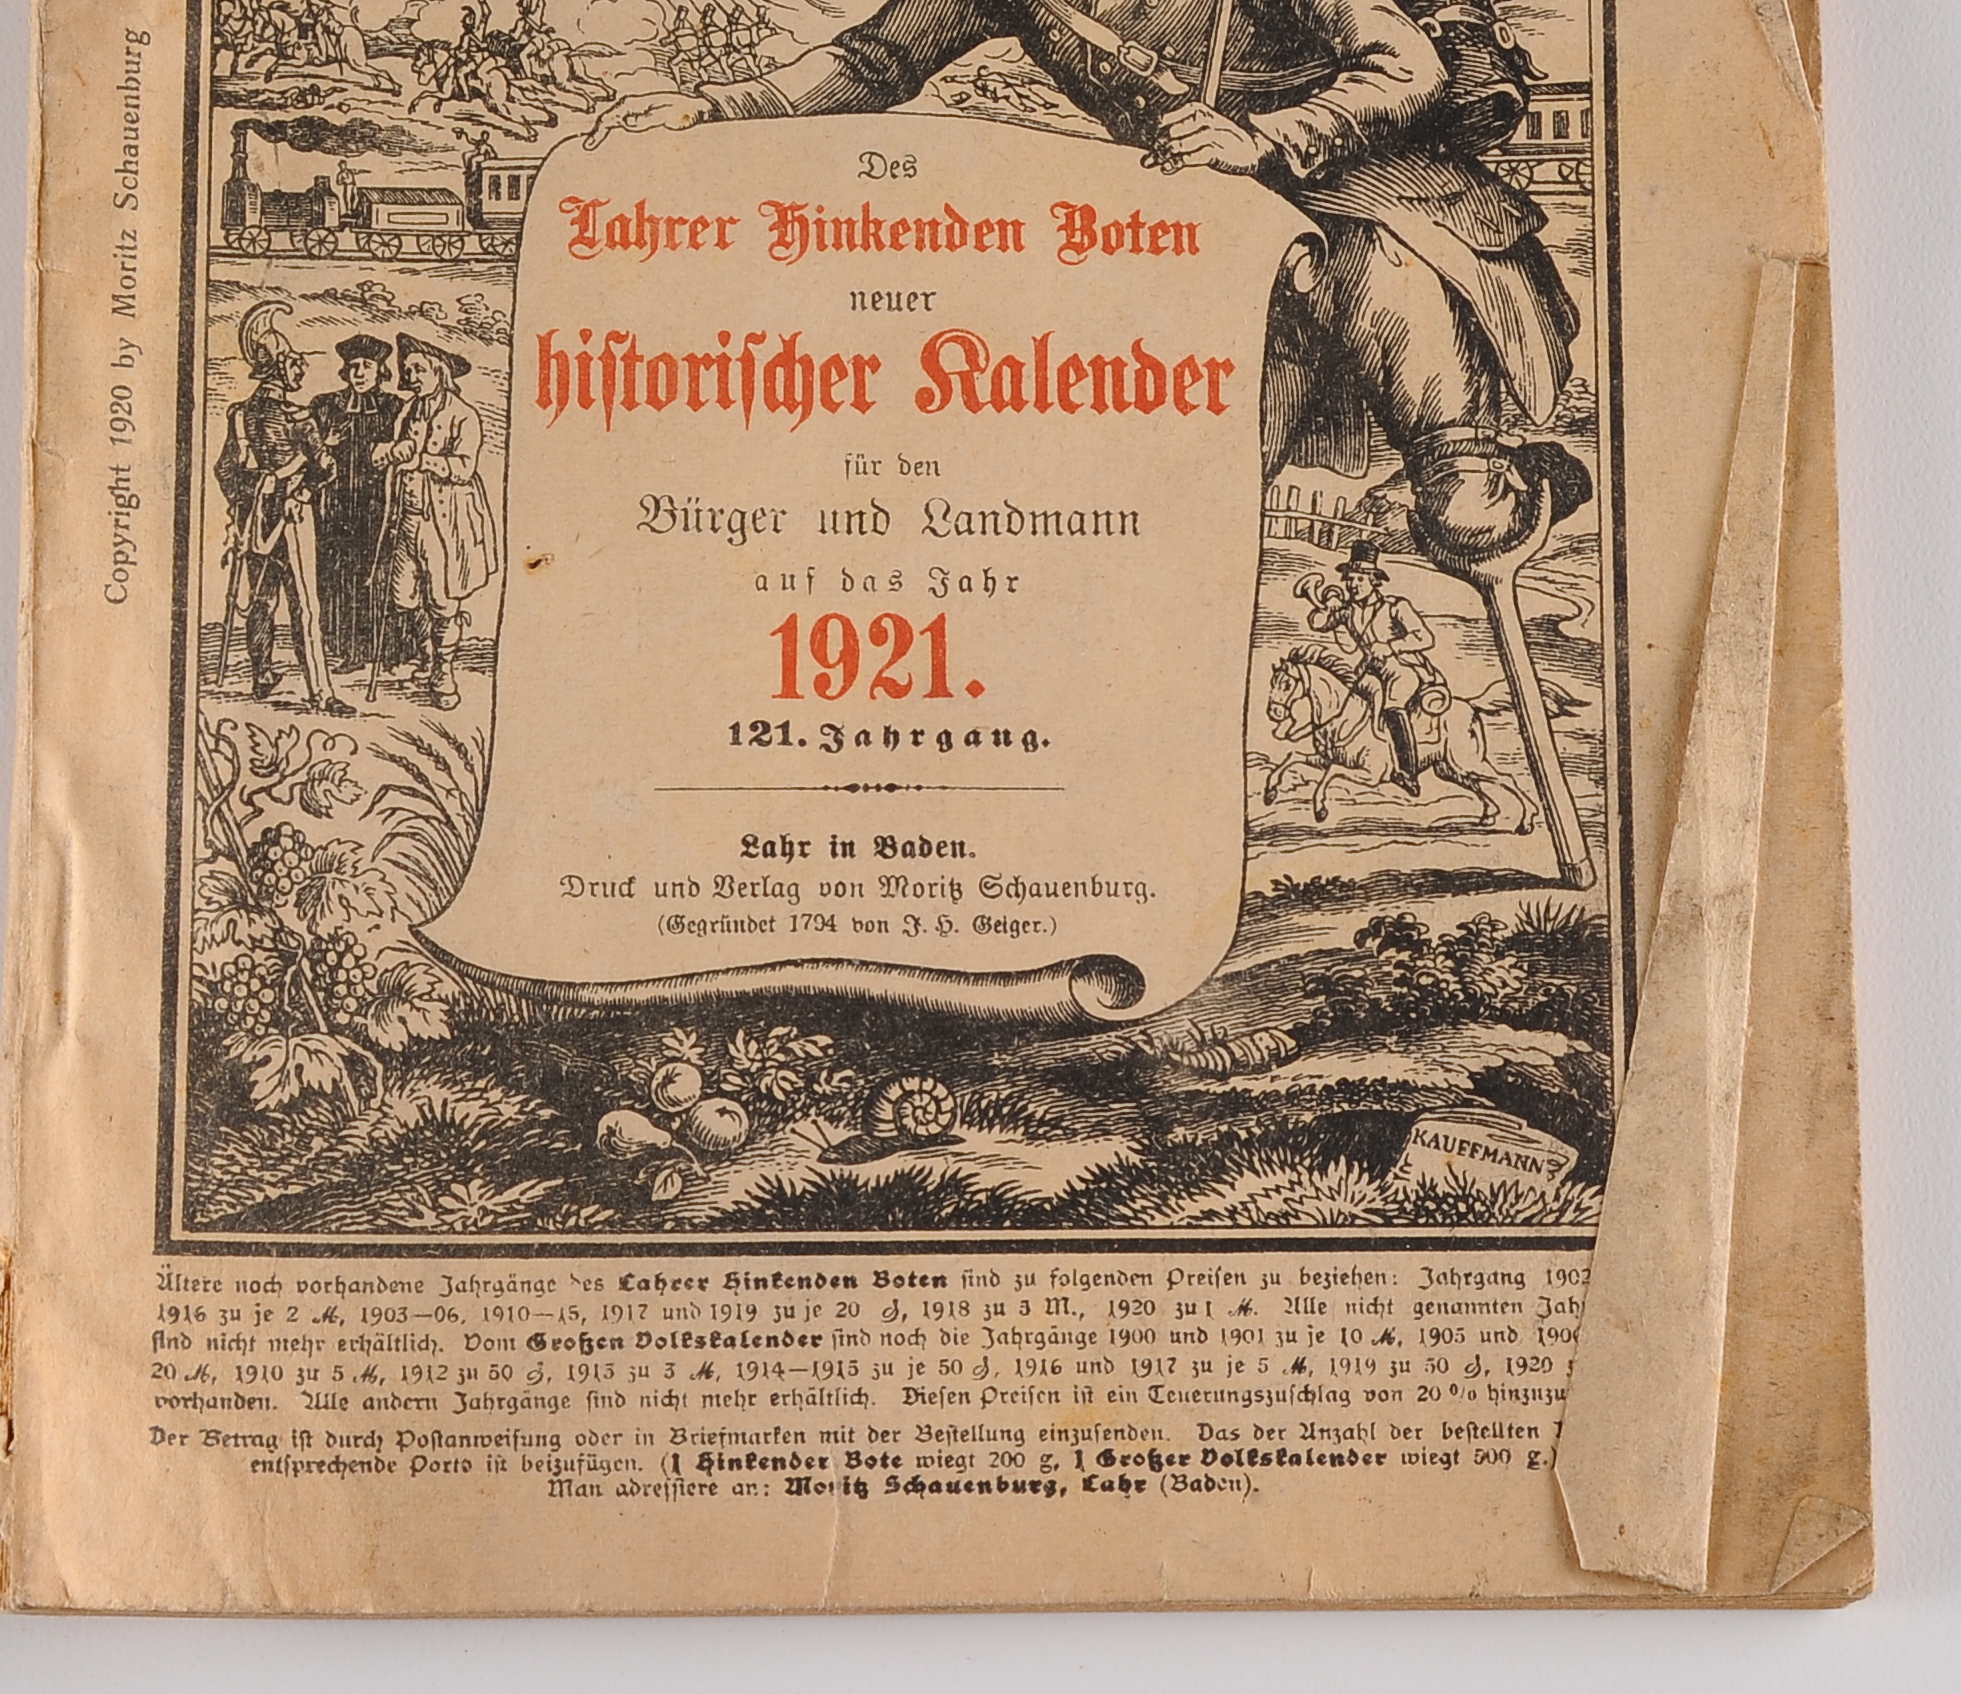 Copyright 1920 by Moritz Schauenburg
Des
Lahrer Hinkenden Boten
neuer
hiſtoriſcher Kalender
für den
Bürger und Landmann
auf das Jahr
1921.
121. Jahrgang.
Lahr in Baden.
Druck und Verlag von Moritz Schauenburg.
(Gegründet 1794 von J. H. Geiger.)
KAUFFMANN
Ältere noch vorhandene Jahrgänge des Lahrer Hinkenden Boten ſind zu folgenden Preiſen zu beziehen: Jahrgang 1902
1916 zu je 2 ℳ, 1903—06, 1910—15, 1917 und 1919 zu je 20 ₰, 1918 zu 3 M., 1920 zu 1 ℳ. Alle nicht genannten
ſind nicht mehr erhältlich. Vom Großen Volkskalender ſind noch die Jahrgänge 1900 und 1901 zu je 10 ℳ, 1905 und
20 ℳ, 1910 zu 5 ℳ, 1912 zu 50 ₰, 1913 zu 3 ℳ, 1914—1915 zu je 50 ₰, 1916 und 1917 zu je 5 ℳ, 1919 zu 50 ₰, 1920
vorhanden. Alle andern Jahrgänge ſind nicht mehr erhältlich. Dieſen Preiſen iſt ein Teuerungszuſchlag von 20 %
Der Betrag iſt durch Poſtanweiſung oder in Briefmarken mit der Beſtellung einzuſenden. Das der Anzahl der beſtellten
entſprechende Porto iſt beizufügen. (1 Hinkender Bote wiegt 200 g, 1 Großer Volkskalender wiegt 500 g.)
Man adreſſiere an: Moritz Schauenburg, Lahr (Baden).